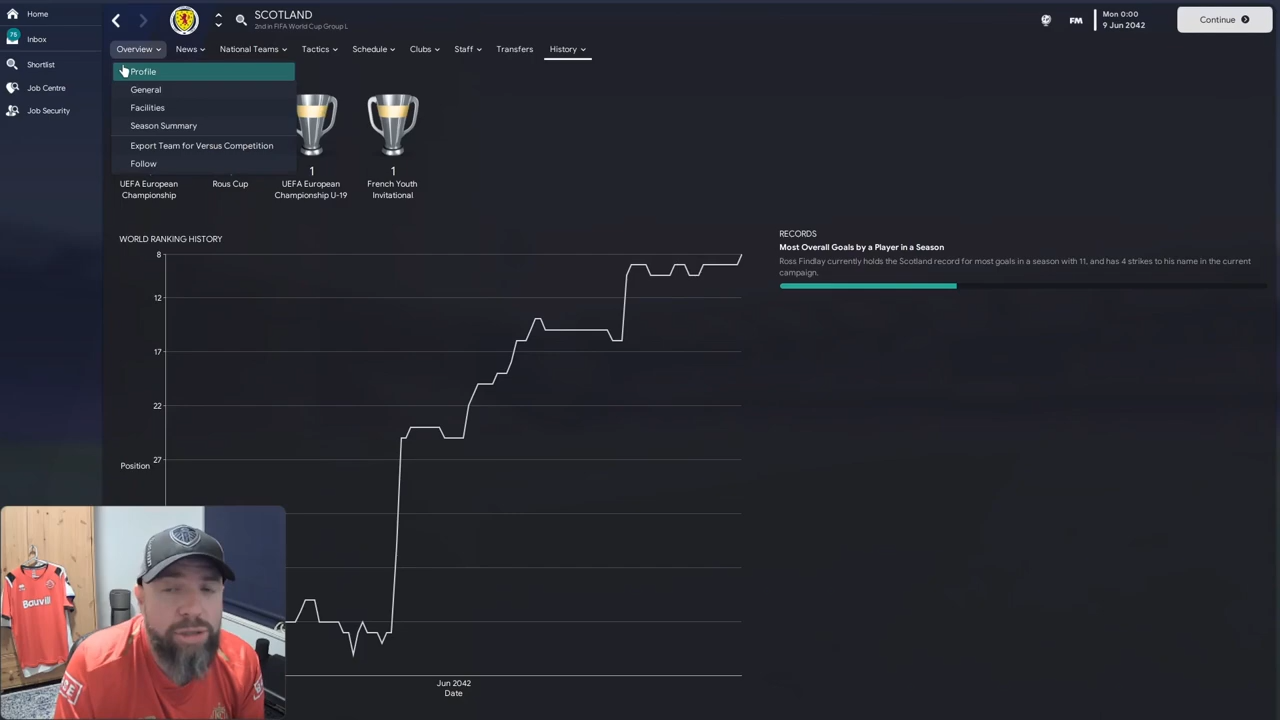 Home
75
Inbox
Shortlist
Job Centre
Job Security
SCOTLAND
2nd in FIFA World Cup Group L
FM
Mon 0:00
9 Jun 2042
Continue
Overview
News
National Teams
Tactics
Schedule
Clubs
Staff
Transfers
History
Profile
General
Facilities
Season Summary
Export Team for Versus Competition
Follow
UEFA European
Championship
Rous Cup
1
UEFA European
Championship U-19
1
French Youth
Invitational
WORLD RANKING HISTORY
8
12
17
22
27
Position
Jun 2042
Date
RECORDS
Most Overall Goals by a Player in a Season
Ross Findlay currently holds the Scotland record for most goals in a season with 11, and has 4 strikes to his name in the current
campaign.
Bauvill